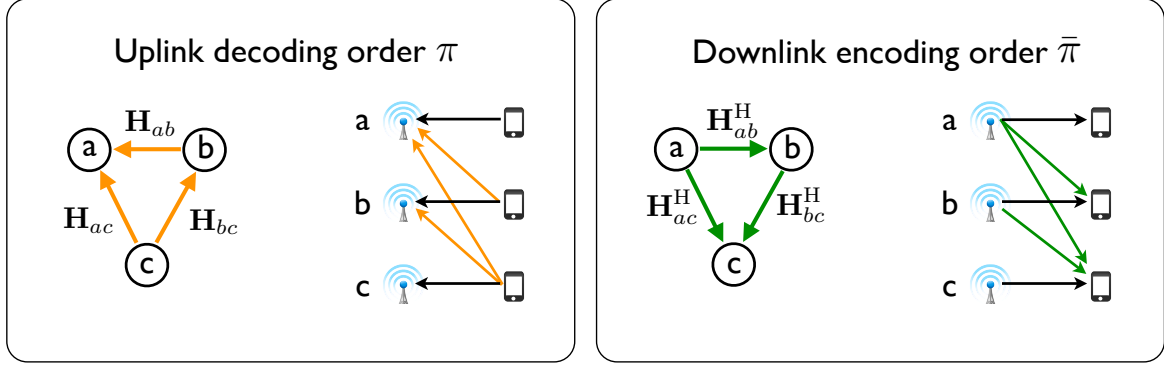 Uplink decoding order π
H_ab
a
b
H_ac
H_bc
c
a
b
c
Downlink encoding order π̄
H_ab^H
a
b
H_ac^H
H_bc^H
c
a
b
c